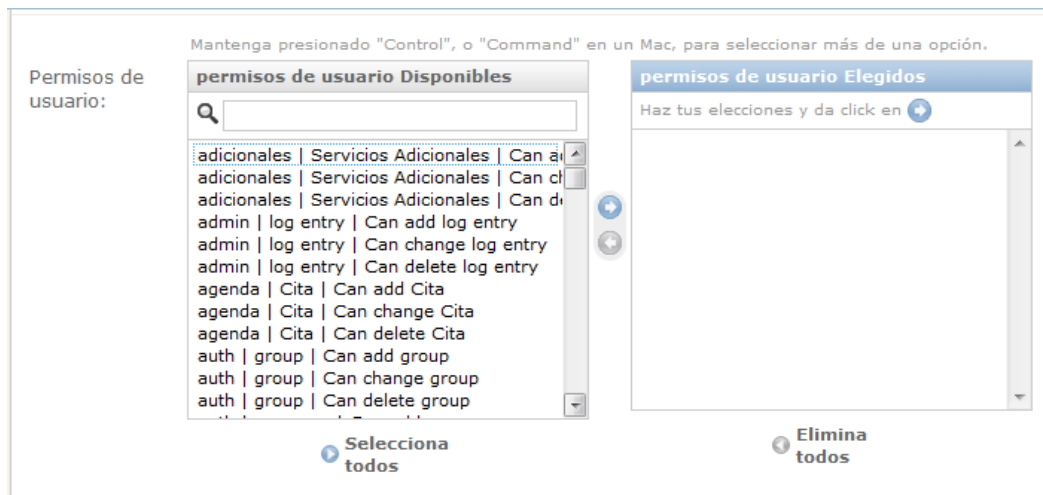 Mantenga presionado "Control", o "Command" en un Mac, para seleccionar más de una opción.
Permisos de usuario:
permisos de usuario Disponibles
adicionales | Servicios Adicionales | Can
adicionales | Servicios Adicionales | Can
adicionales | Servicios Adicionales | Can
admin | log entry | Can add log entry
admin | log entry | Can change log entry
admin | log entry | Can delete log entry
agenda | Cita | Can add Cita
agenda | Cita | Can change Cita
agenda | Cita | Can delete Cita
auth | group | Can add group
auth | group | Can change group
auth | group | Can delete group
Selecciona
todos
permisos de usuario Elegidos
Haz tus elecciones y da click en
Elimina
todos